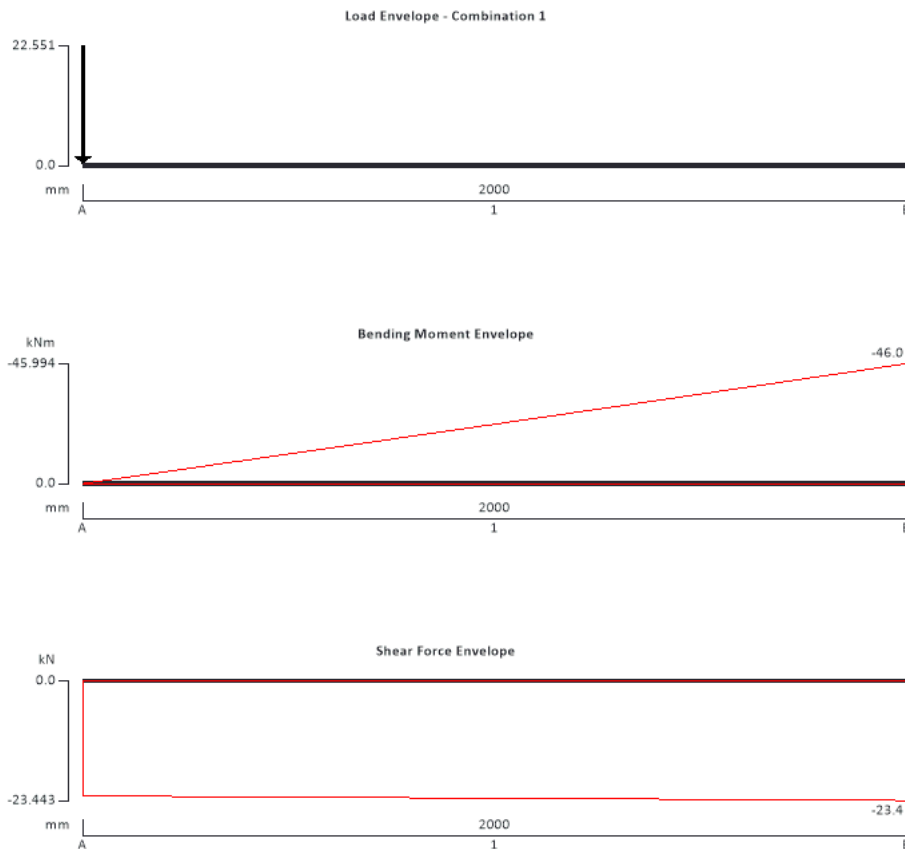 Load Envelope - Combination 1
22.551
0.0
mm 2000
A 1
Bending Moment Envelope
kNm
-45.994
-46.0
0.0
mm 2000
A 1
Shear Force Envelope
kN
0.0
-23.443
-23.4
mm 2000
A 1